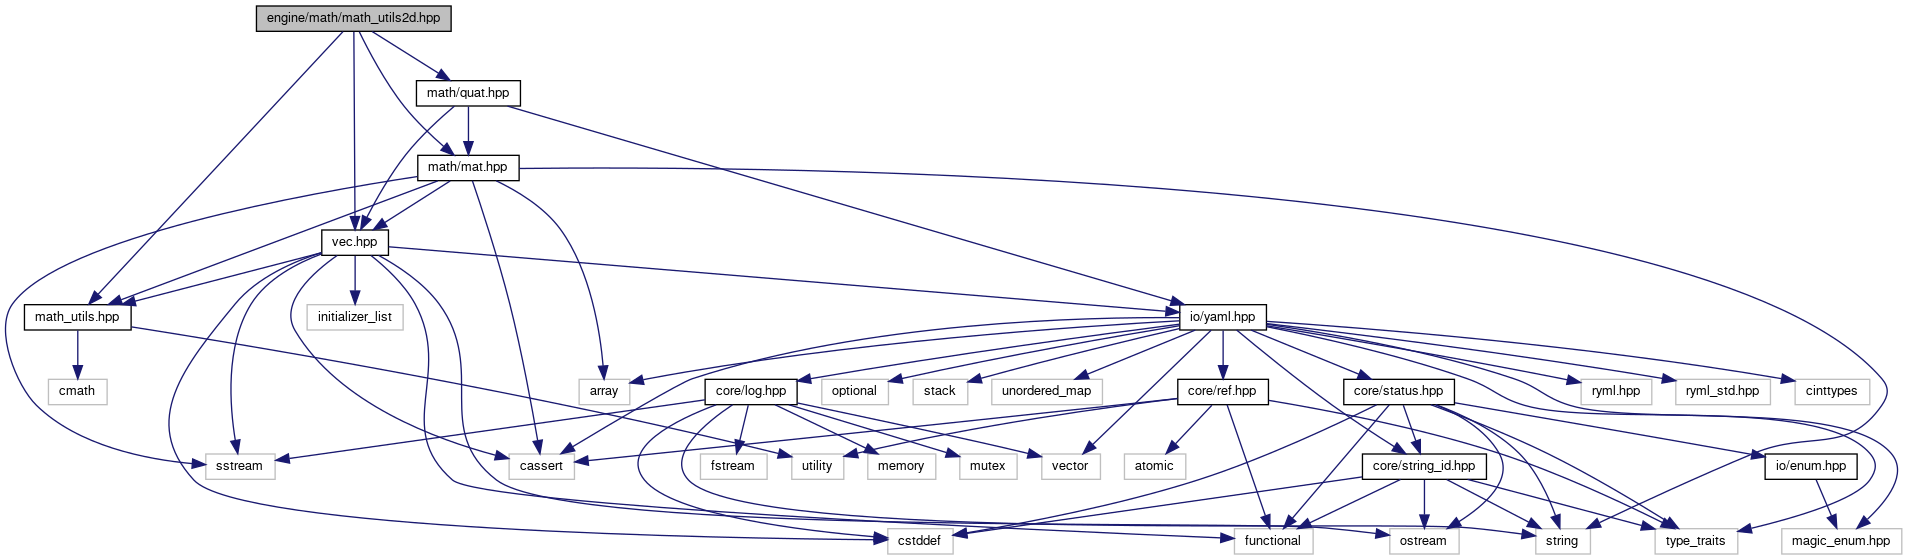 engine/math/math_utils2d.hpp
math/quat.hpp
math/mat.hpp
vec.hpp
math_utils.hpp
initializer_list
io/yaml.hpp
cmath
array
core/log.hpp
optional
stack
unordered_map
core/ref.hpp
core/status.hpp
ryml.hpp
ryml_std.hpp
cinttypes
sstream
cassert
fstream
utility
memory
mutex
vector
atomic
core/string_id.hpp
io/enum.hpp
cstddef
functional
ostream
string
type_traits
magic_enum.hpp